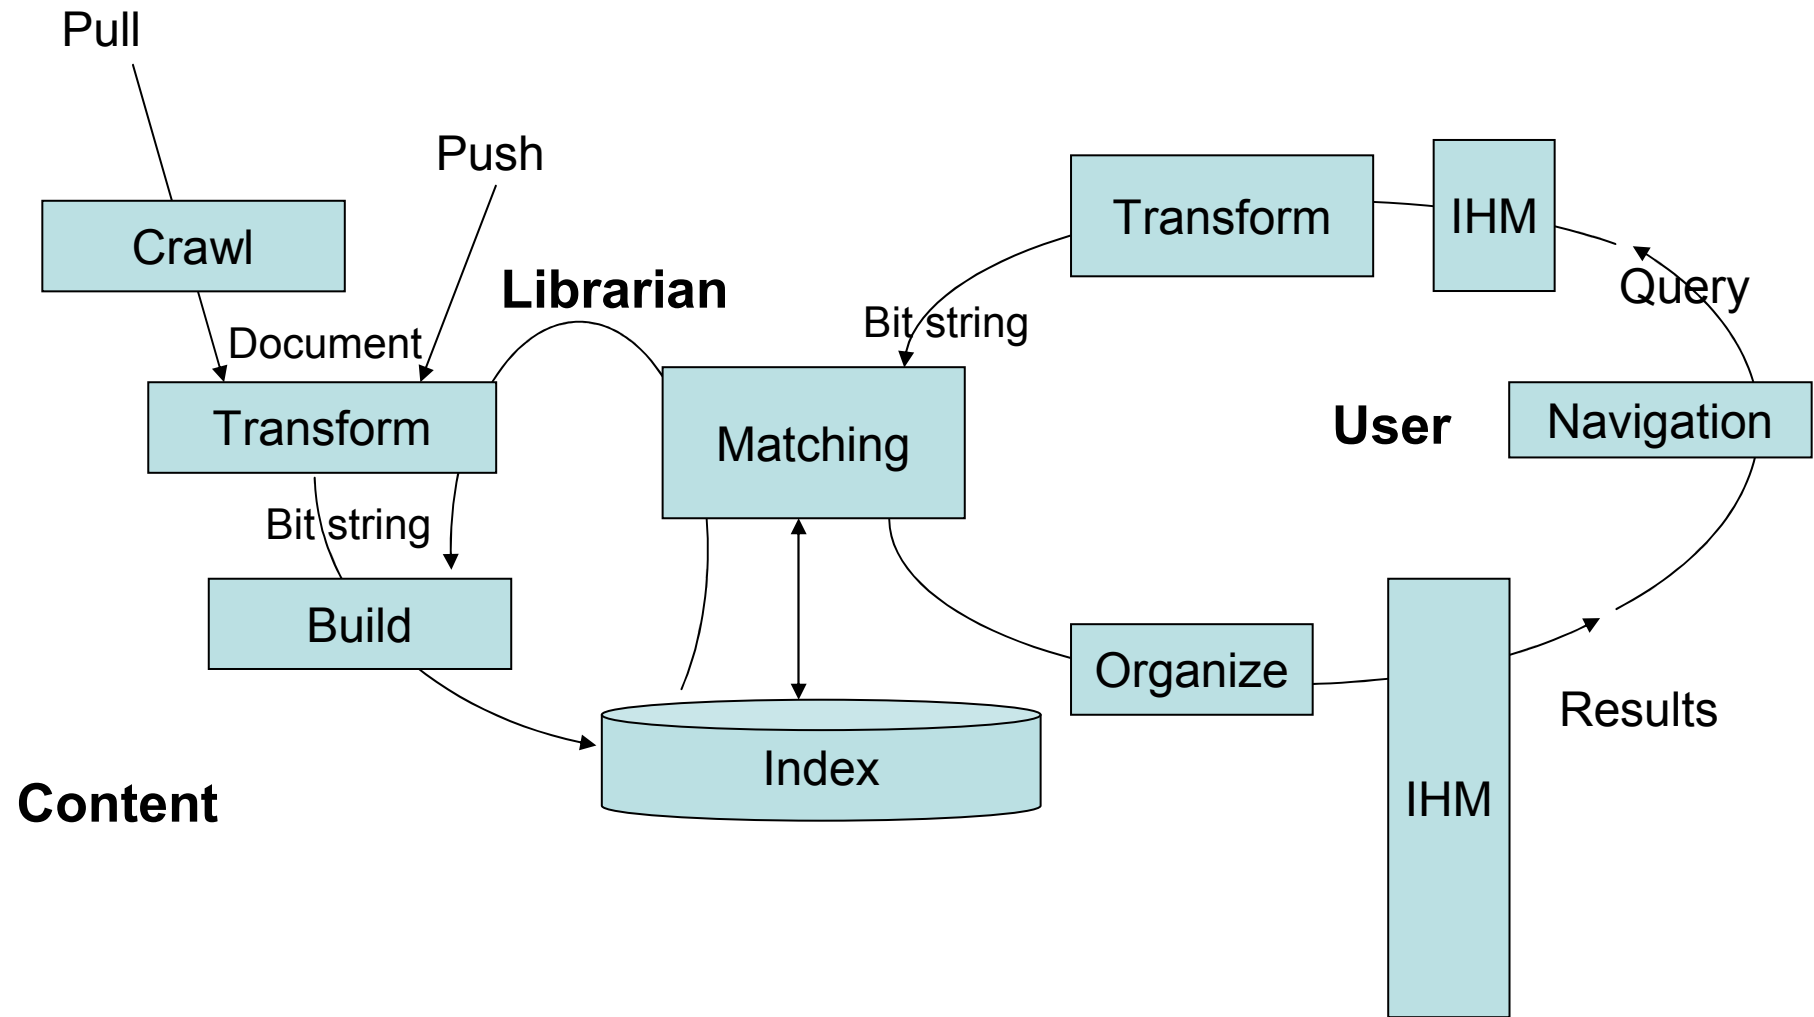 Pull
Push
Crawl
Transform
IHM
Query
Librarian
Bit string
Document
Transform
Matching
User
Navigation
Bit string
Build
Organize
Results
Index
Content
IHM